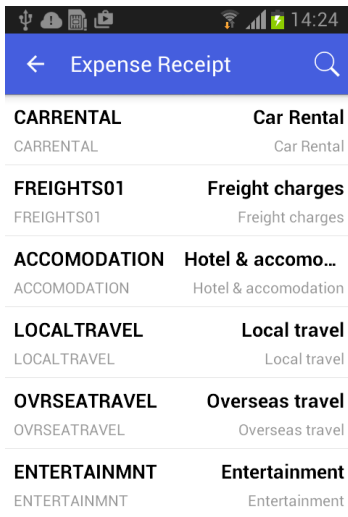 14:24
Expense Receipt
CARRENTAL Car Rental
CARRENTAL Car Rental
FREIGHTS01 Freight charges
FREIGHTS01 Freight charges
ACCOMODATION Hotel & accomo...
ACCOMODATION Hotel & accomodation
LOCALTRAVEL Local travel
LOCALTRAVEL Local travel
OVRSEATRAVEL Overseas travel
OVRSEATRAVEL Overseas travel
ENTERTAINMNT Entertainment
ENTERTAINMNT Entertainment